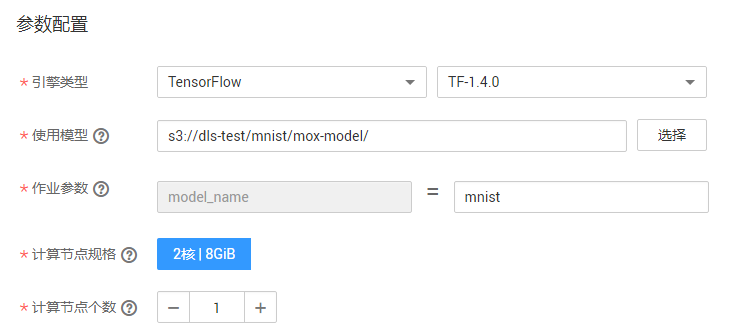 参数配置
* 引擎类型 TensorFlow TF-1.4.0
* 使用模型 ? s3://dls-test/mnist/mox-model/ 选择
* 作业参数 ? model_name = mnist
* 计算节点规格 ? 2核 | 8GiB
* 计算节点个数 ? − 1 +